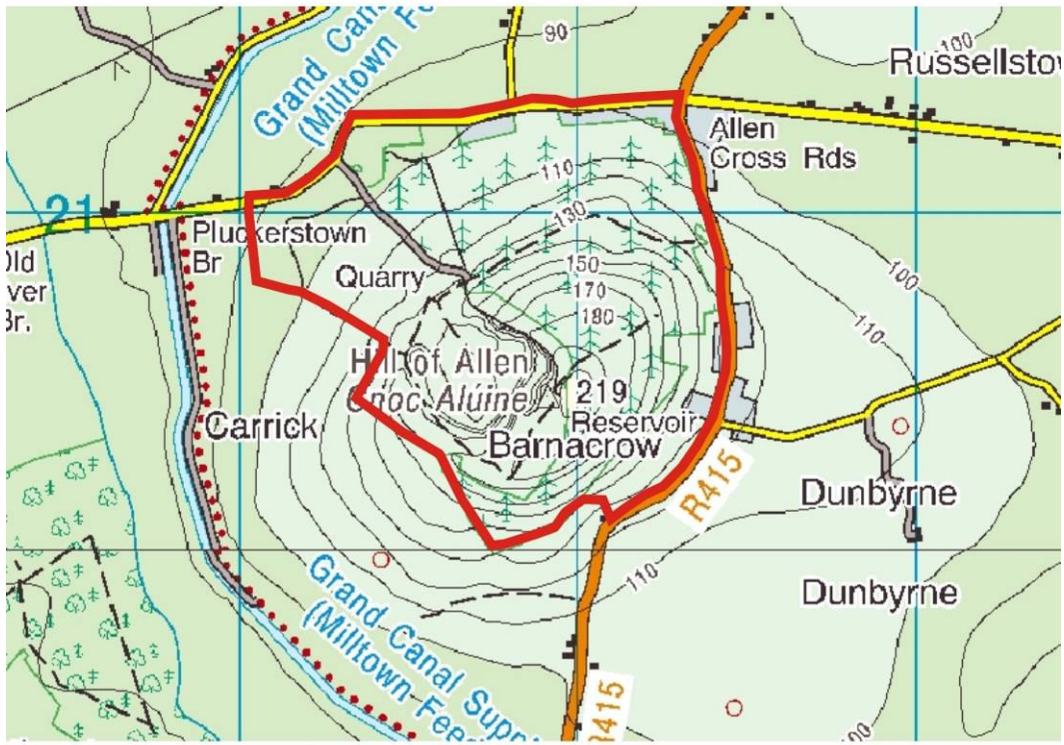 Grand Can
(Milltown Fe
90
100
Russellstow
Allen
Cross Rds
21
Pluckerstown
Br
Old
ver
Br.
Quarry
110
130
150
170
180
100
110
Hill of Allen
Cnoc Alúine
219
Reservoir
Barnacrow
Carrick
R415
Dunbyrne
110
Dunbyrne
Grand Canal Supp
(Milltown Feed
R415
100